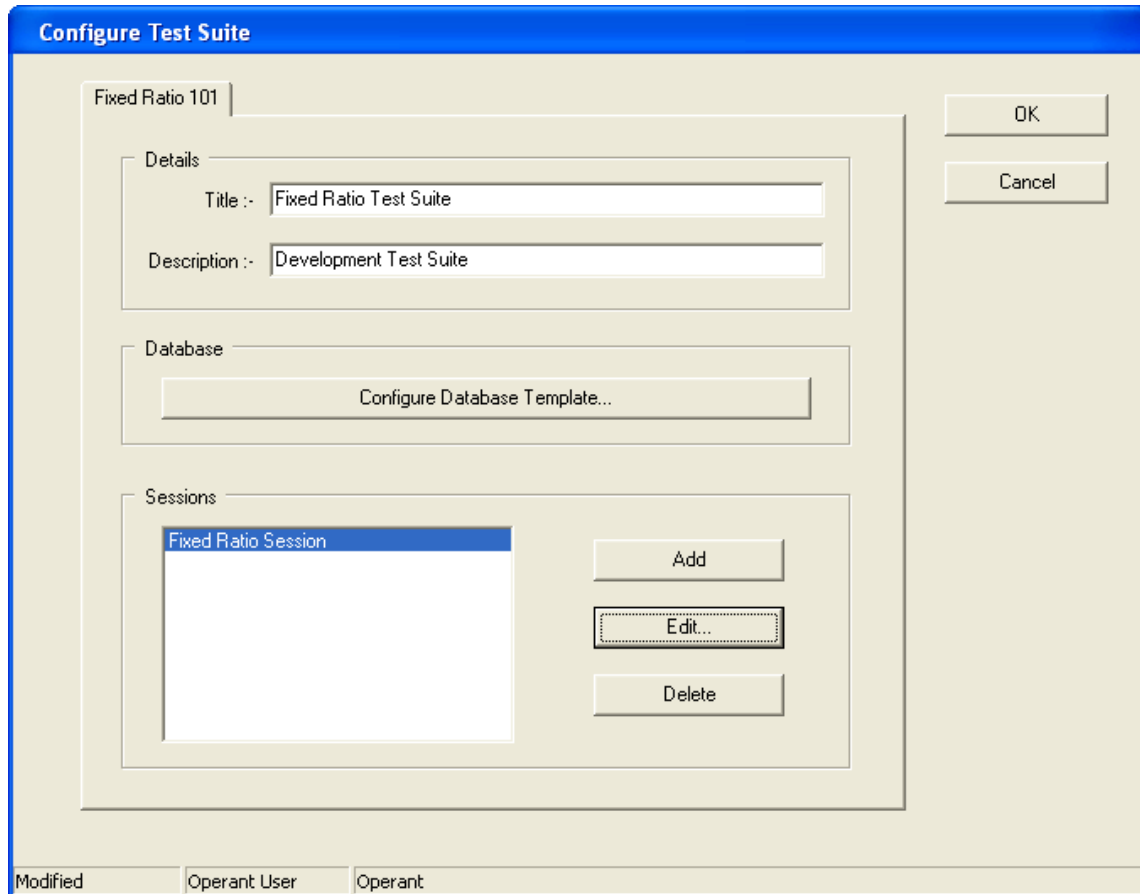 Configure Test Suite
Fixed Ratio 101
OK
Cancel
Details
Title :- Fixed Ratio Test Suite
Description :- Development Test Suite
Database
Configure Database Template...
Sessions
Fixed Ratio Session
Add
Edit...
Delete
Modified Operant User Operant